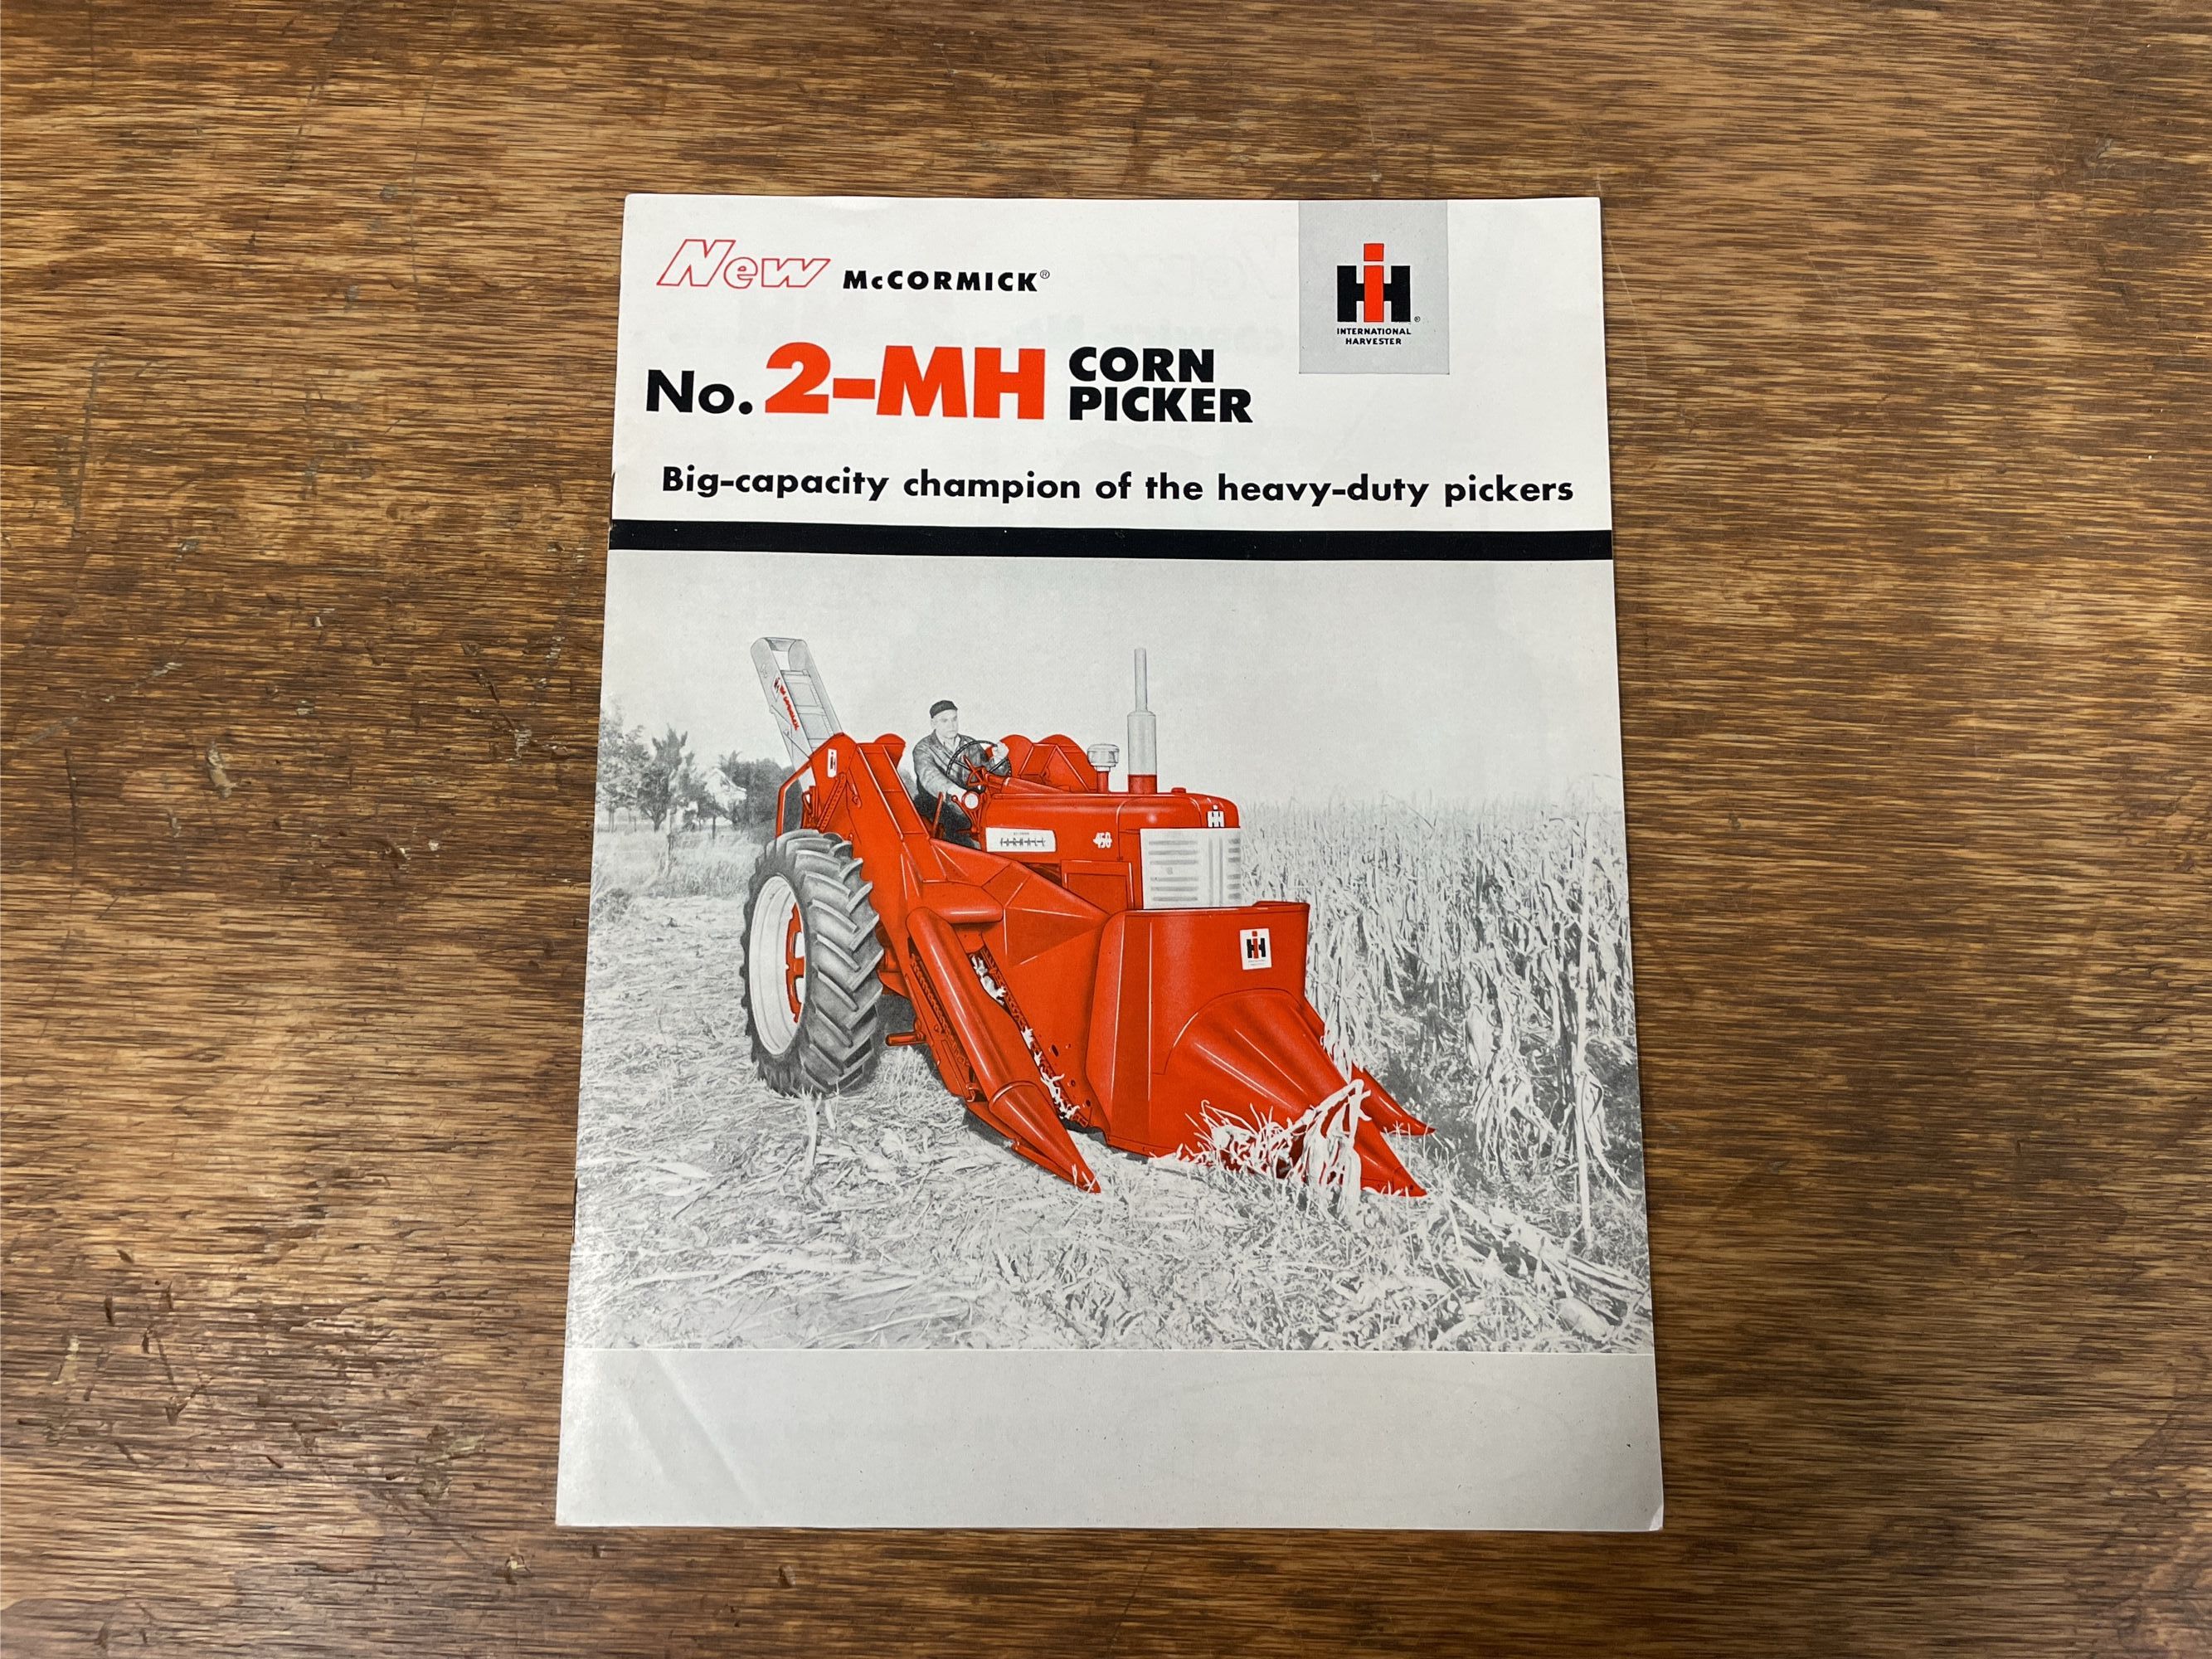 New McCORMICK®
IH®
INTERNATIONAL
HARVESTER
No. 2-MH CORN
PICKER
Big-capacity champion of the heavy-duty pickers
FARMALL
450
IH
IH